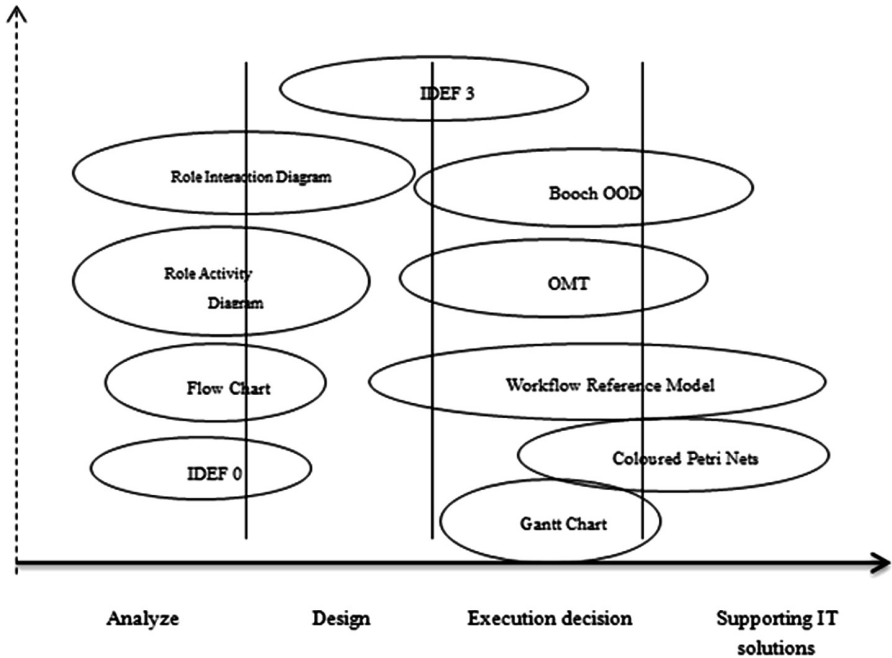 IDEF 3
Role Interaction Diagram
Booch OOD
Role Activity
Diagram
OMT
Flow Chart
Workflow Reference Model
IDEF 0
Coloured Petri Nets
Gantt Chart
Analyze
Design
Execution decision
Supporting IT
solutions